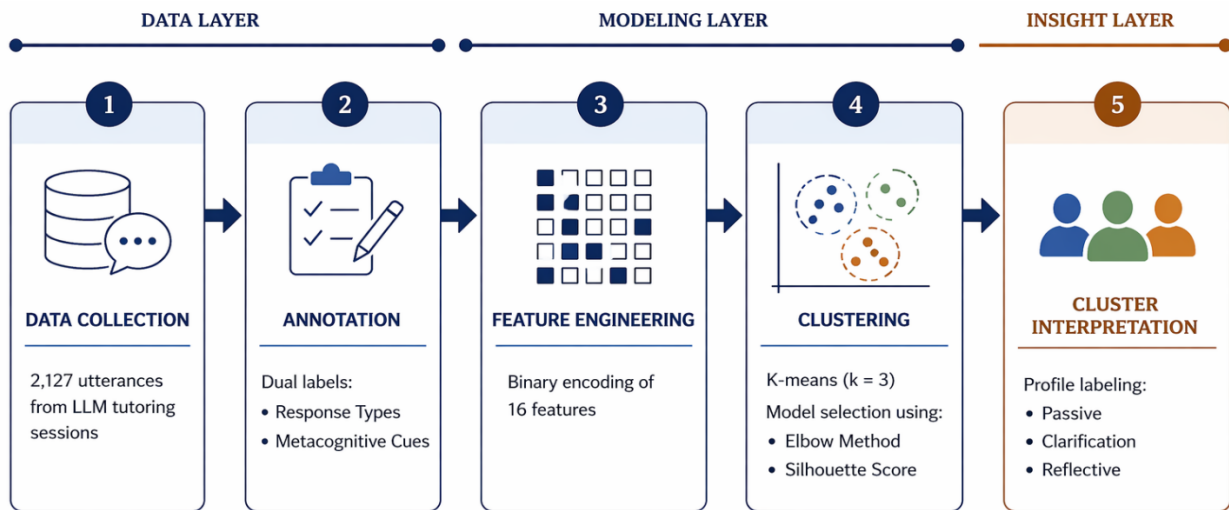 DATA LAYER
MODELING LAYER
INSIGHT LAYER
1
DATA COLLECTION
2,127 utterances
from LLM tutoring
sessions
2
ANNOTATION
Dual labels:
• Response Types
• Metacognitive Cues
3
FEATURE ENGINEERING
Binary encoding of
16 features
4
CLUSTERING
K-means (k = 3)
Model selection using:
• Elbow Method
• Silhouette Score
5
CLUSTER
INTERPRETATION
Profile labeling:
• Passive
• Clarification
• Reflective